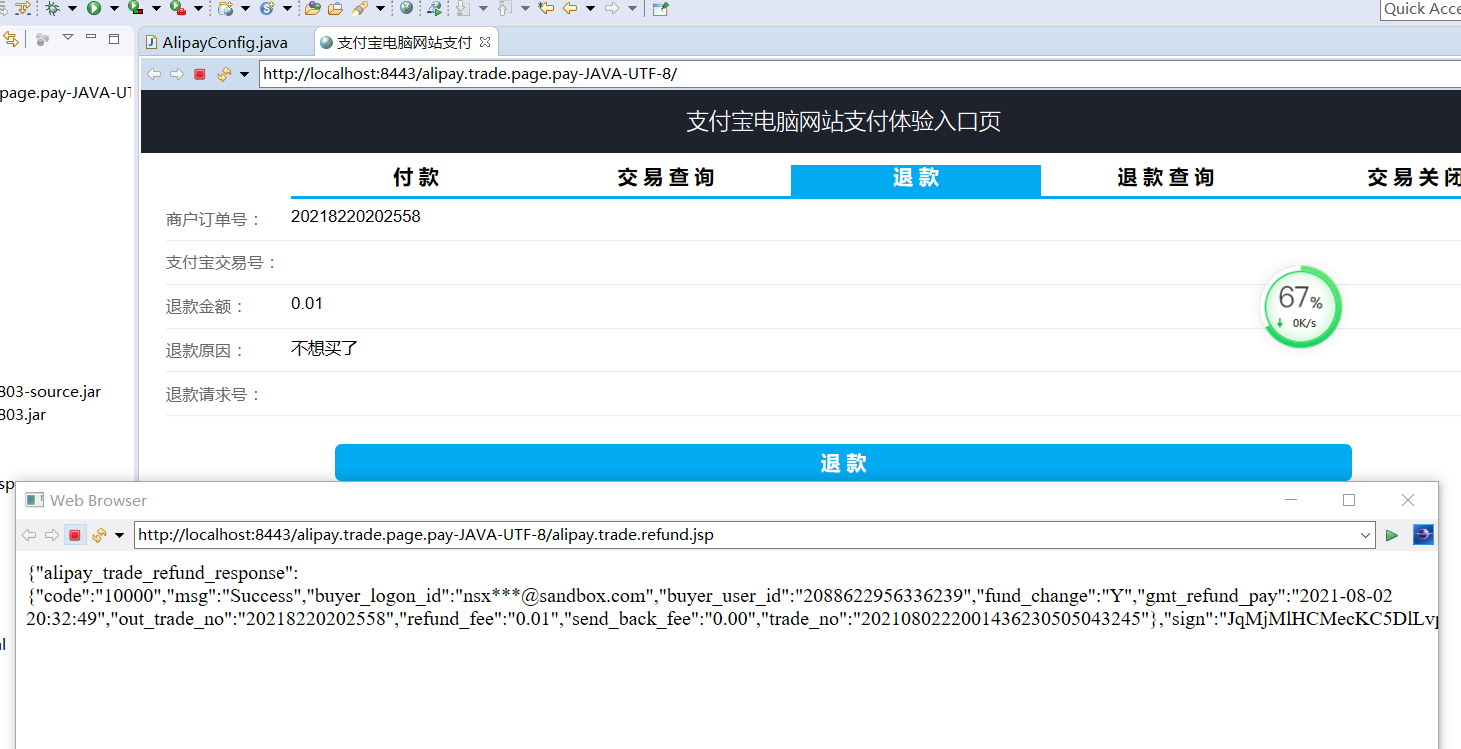 Quick Acce
AlipayConfig.java
支付宝电脑网站支付
page.pay-JAVA-UT
http://localhost:8443/alipay.trade.page.pay-JAVA-UTF-8/
支付宝电脑网站支付体验入口页
付款 交易查询 退款 退款查询 交易关闭
商户订单号： 20218220202558
支付宝交易号：
退款金额： 0.01
67%
0K/s
退款原因： 不想买了
退款请求号：
803-source.jar
803.jar
退款
sp
Web Browser
http://localhost:8443/alipay.trade.page.pay-JAVA-UTF-8/alipay.trade.refund.jsp
{"alipay_trade_refund_response":
{"code":"10000","msg":"Success","buyer_logon_id":"nsx***@sandbox.com","buyer_user_id":"2088622956336239","fund_change":"Y","gmt_refund_pay":"2021-08-02
20:32:49","out_trade_no":"20218220202558","refund_fee":"0.01","send_back_fee":"0.00","trade_no":"2021080222001436230505043245"},"sign":"JqMjMlHCMecKC5DlLvp